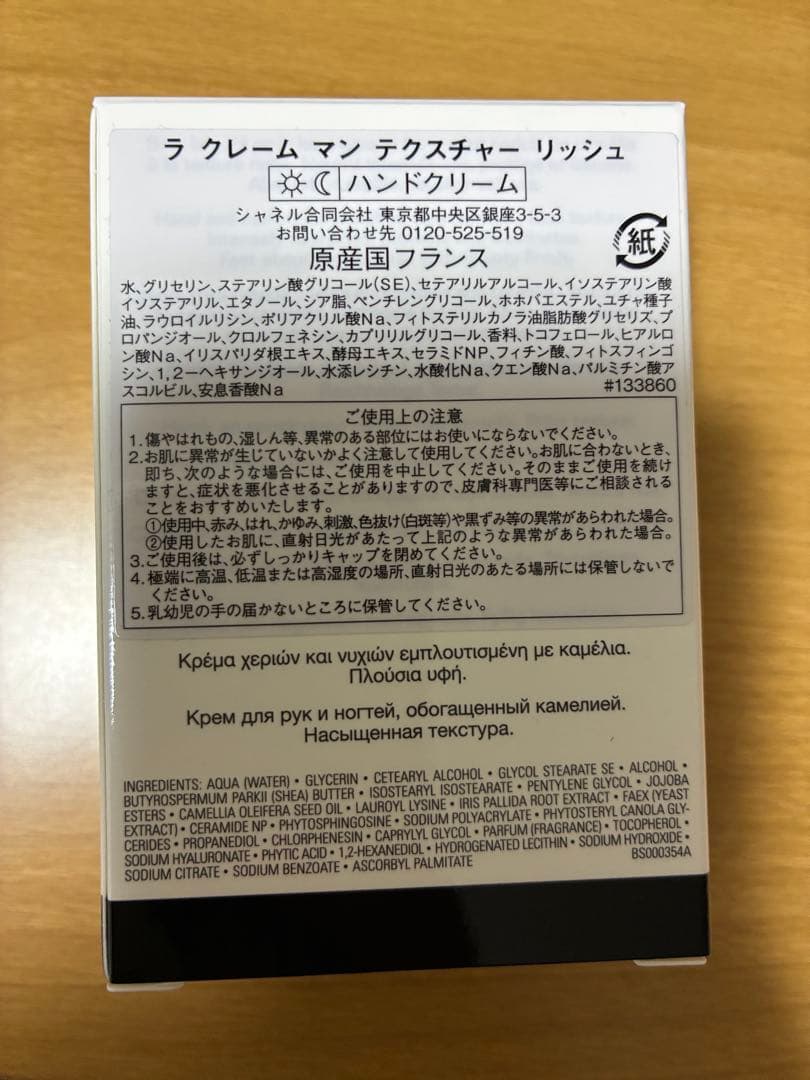 ラ クレーム マン テクスチャー リッシュ
ハンドクリーム
シャネル合同会社 東京都中央区銀座3-5-3
お問い合わせ先 0120-525-519
紙
原産国フランス
水、グリセリン、ステアリン酸グリコール(SE)、セテアリルアルコール、イソステアリン酸
イソステアリル、エタノール、シア脂、ペンチレングリコール、ホホバエステル、ユチャ種子
油、ラウロイルリシン、ポリアクリル酸Na、フィトステリルカノラ油脂肪酸グリセリズ、プ
ロパンジオール、クロルフェネシン、カプリリルグリコール、香料、トコフェロール、ヒアルロ
ン酸Na、イリスパリダ根エキス、酵母エキス、セラミドNP、フィチン酸、フィトスフィンゴ
シン、1,2-ヘキサンジオール、水添レシチン、水酸化Na、クエン酸Na、パルミチン酸ア
スコルビル、安息香酸Na #133860
ご使用上の注意
1.傷やはれもの、湿しん等、異常のある部位にはお使いにならないでください。
2.お肌に異常が生じていないかよく注意して使用してください。お肌に合わないとき、
即ち、次のような場合には、ご使用を中止してください。そのままご使用を続け
ますと、症状を悪化させることがありますので、皮膚科専門医等にご相談される
ことをおすすめいたします。
①使用中、赤み、はれ、かゆみ、刺激、色抜け(白斑等)や黒ずみ等の異常があらわれた場合。
②使用したお肌に、直射日光があたって上記のような異常があらわれた場合。
3.ご使用後は、必ずしっかりキャップを閉めてください。
4.極端に高温、低温または高湿度の場所、直射日光のあたる場所には保管しないで
ください。
5.乳幼児の手の届かないところに保管してください。
Κρέμα χεριών και νυχιών εμπλουτισμένη με καμέλια.
Πλούσια υφή.
Крем для рук и ногтей, обогащенный камелией.
Насыщенная текстура.
INGREDIENTS: AQUA (WATER) • GLYCERIN • CETEARYL ALCOHOL • GLYCOL STEARATE SE • ALCOHOL •
BUTYROSPERMUM PARKII (SHEA) BUTTER • ISOSTEARYL ISOSTEARATE • PENTYLENE GLYCOL • JOJOBA
ESTERS • CAMELLIA OLEIFERA SEED OIL • LAUROYL LYSINE • IRIS PALLIDA ROOT EXTRACT • FAEX (YEAST
EXTRACT) • CERAMIDE NP • PHYTOSPHINGOSINE • SODIUM POLYACRYLATE • PHYTOSTERYL CANOLA GLY-
CERIDES • PROPANEDIOL • CHLORPHENESIN • CAPRYLYL GLYCOL • PARFUM (FRAGRANCE) • TOCOPHEROL •
SODIUM HYALURONATE • PHYTIC ACID • 1,2-HEXANEDIOL • HYDROGENATED LECITHIN • SODIUM HYDROXIDE •
SODIUM CITRATE • SODIUM BENZOATE • ASCORBYL PALMITATE BS000354A